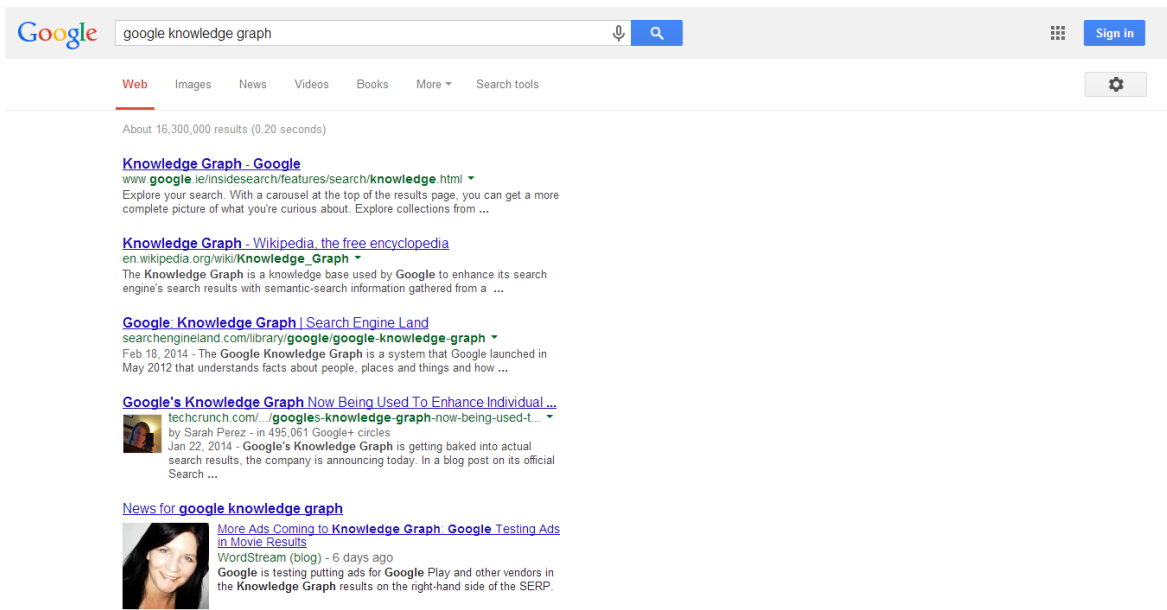 Google google knowledge graph Sign in
Web Images News Videos Books More Search tools
About 16,300,000 results (0.20 seconds)
Knowledge Graph - Google
www.google.ie/insidesearch/features/search/knowledge.html
Explore your search. With a carousel at the top of the results page, you can get a more
complete picture of what you're curious about. Explore collections from ...
Knowledge Graph - Wikipedia, the free encyclopedia
en.wikipedia.org/wiki/Knowledge_Graph
The Knowledge Graph is a knowledge base used by Google to enhance its search
engine's search results with semantic-search information gathered from a ...
Google: Knowledge Graph | Search Engine Land
searchengineland.com/library/google/google-knowledge-graph
Feb 18, 2014 - The Google Knowledge Graph is a system that Google launched in
May 2012 that understands facts about people, places and things and how ...
Google's Knowledge Graph Now Being Used To Enhance Individual ...
techcrunch.com/.../googles-knowledge-graph-now-being-used-t...
by Sarah Perez - in 495,061 Google+ circles
Jan 22, 2014 - Google's Knowledge Graph is getting baked into actual
search results, the company is announcing today. In a blog post on its official
Search ...
News for google knowledge graph
More Ads Coming to Knowledge Graph: Google Testing Ads
in Movie Results
WordStream (blog) - 6 days ago
Google is testing putting ads for Google Play and other vendors in
the Knowledge Graph results on the right-hand side of the SERP.